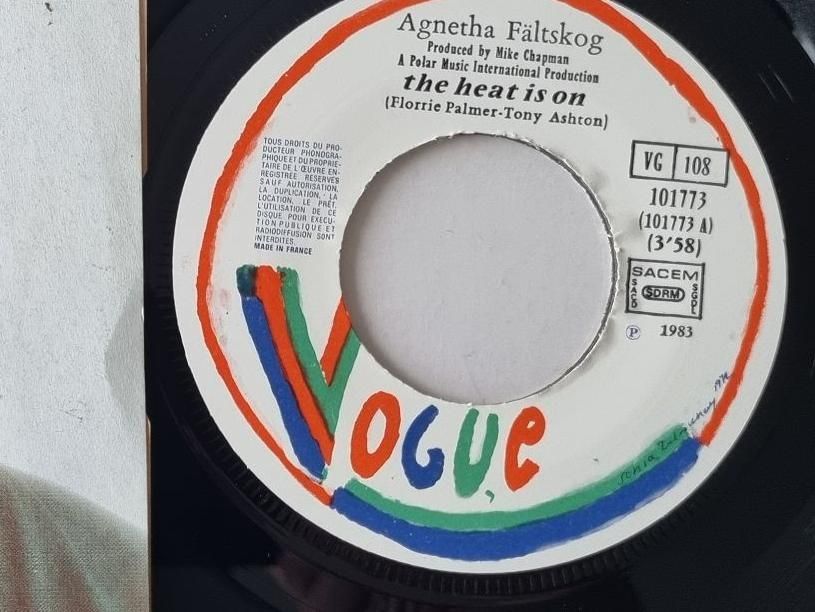 Agnetha Fältskog
Produced by Mike Chapman
A Polar Music International Production
the heat is on
(Florrie Palmer-Tony Ashton)
TOUS DROITS DU PRO-
DUCTEUR PHONOGRA-
PHIQUE ET DU PROPRIE-
TAIRE DE L'ŒUVRE EN-
REGISTREE RESERVES
SAUF AUTORISATION,
LA DUPLICATION, LA
LOCATION, LE PRÊT,
L'UTILISATION DE CE
DISQUE POUR EXECU-
TION PUBLIQUE ET
RADIODIFFUSION SONT
INTERDITES.
MADE IN FRANCE
VG 108
101773
(101773 A)
(3'58)
SACEM
SACD SDRM SGDL
℗ 1983
VOGUe